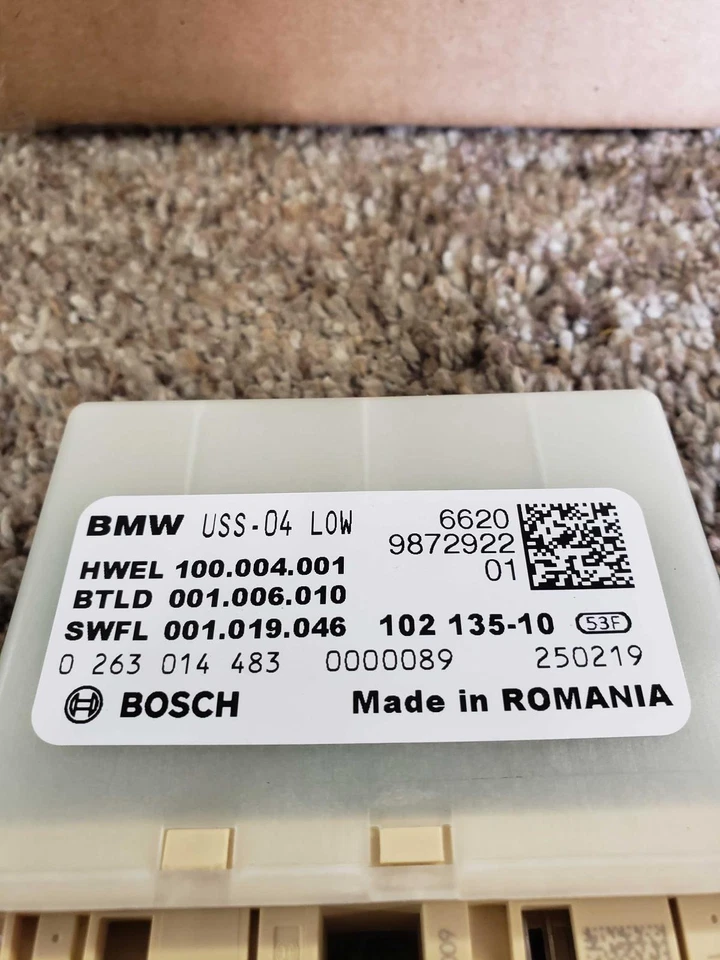 BMW USS-04 LOW 6620
9872922
HWEL 100.004.001 01
BTLD 001.006.010
SWFL 001.019.046 102 135-10 53F
0 263 014 483 0000089 250219
BOSCH Made in ROMANIA